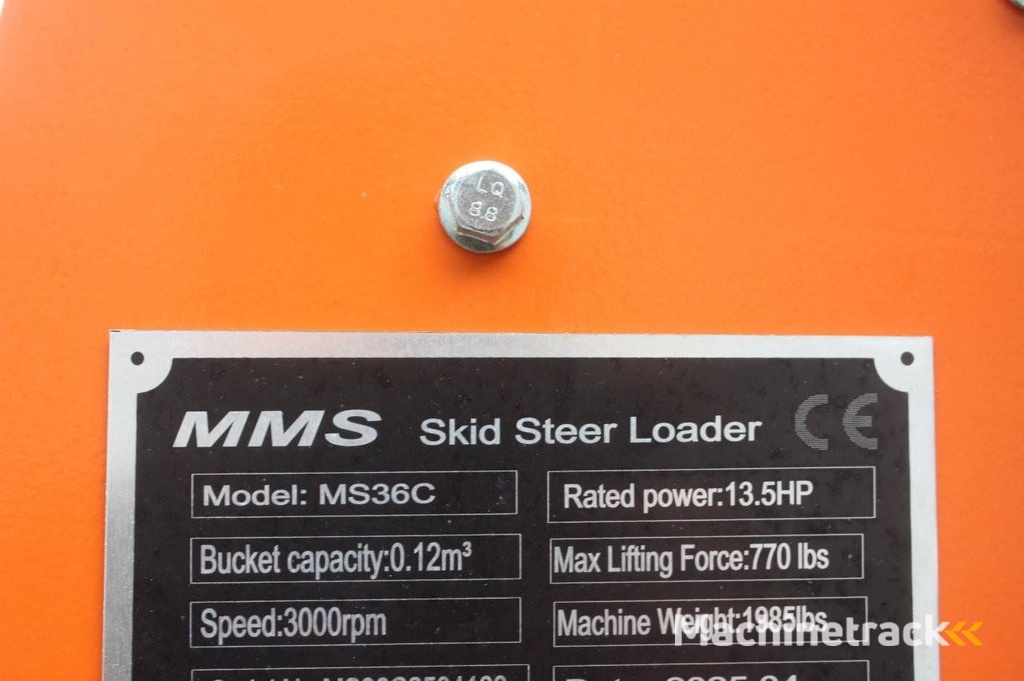 LQ
8.8
MMS Skid Steer Loader CE
Model: MS36C Rated power:13.5HP
Bucket capacity:0.12m³ Max Lifting Force:770 lbs
Speed:3000rpm Machine Weight:1985lbs
Machinetrack